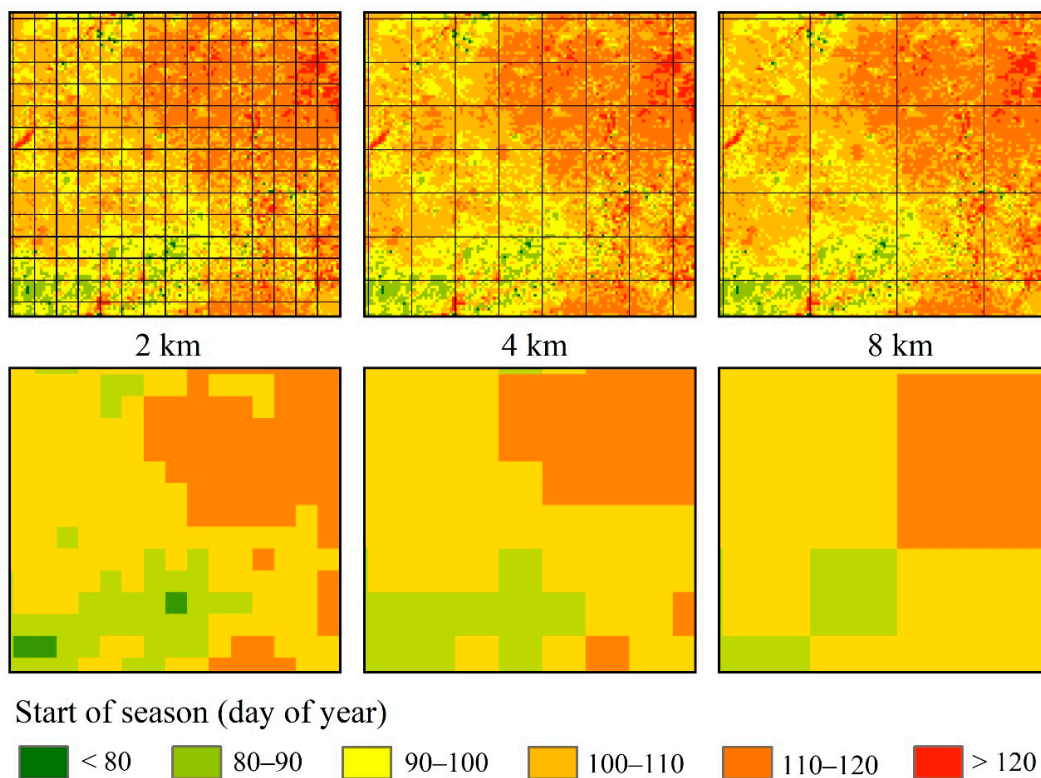 2 km 4 km 8 km
Start of season (day of year)
< 80 80–90 90–100 100–110 110–120 > 120